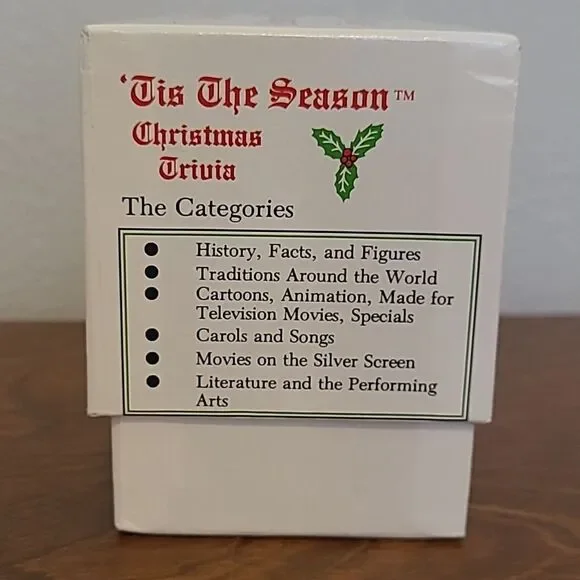 ‘Tis The Season™
Christmas
Trivia
The Categories
● History, Facts, and Figures
● Traditions Around the World
● Cartoons, Animation, Made for
Television Movies, Specials
● Carols and Songs
● Movies on the Silver Screen
● Literature and the Performing
Arts